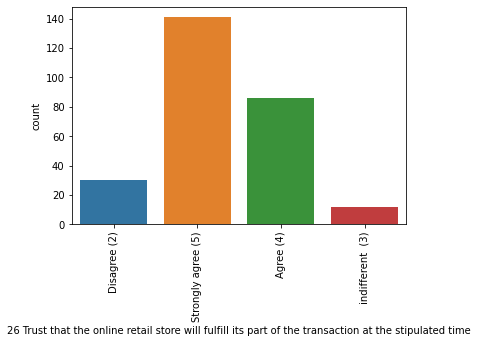 140
120
100
80
60
40
20
0
count
Disagree (2)
Strongly agree (5)
Agree (4)
indifferent  (3)
26 Trust that the online retail store will fulfill its part of the transaction at the stipulated time